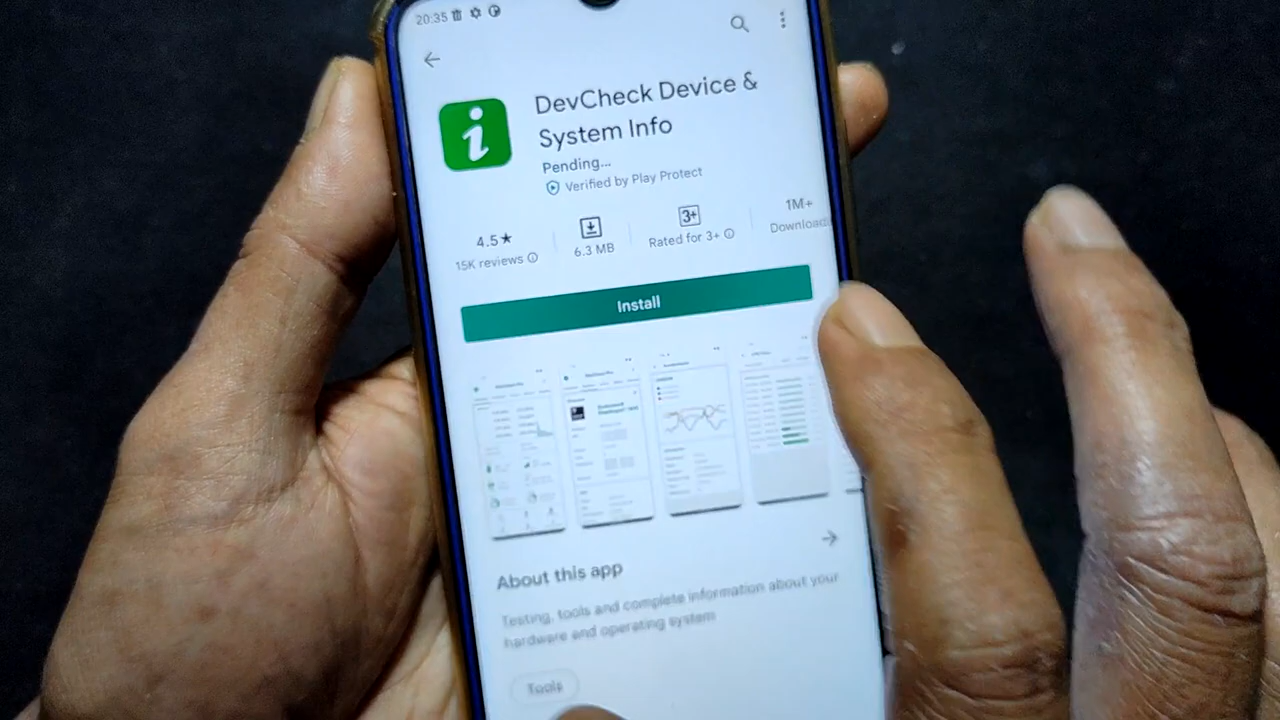 20:35
DevCheck Device &
System Info
Pending...
Verified by Play Protect
4.5★
15K reviews
6.3 MB
3+
Rated for 3+
1M+
Download
Install
About this app
Testing, tools and complete information about your
hardware and operating system
Tools